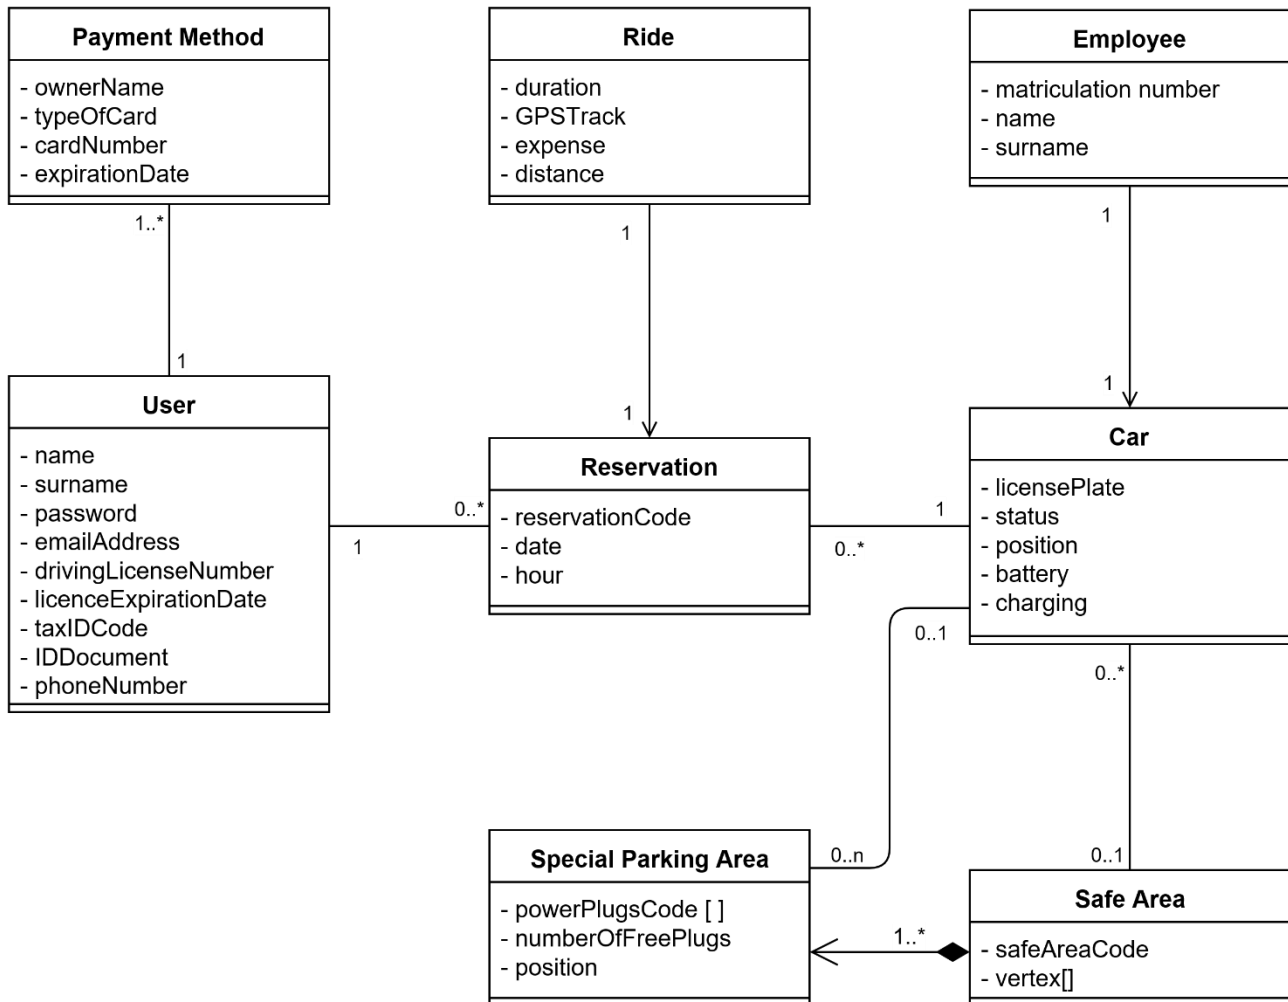 Payment Method
- ownerName
- typeOfCard
- cardNumber
- expirationDate
Ride
- duration
- GPSTrack
- expense
- distance
Employee
- matriculation number
- name
- surname
1..*
1
1
1
1
1
User
- name
- surname
- password
- emailAddress
- drivingLicenseNumber
- licenceExpirationDate
- taxIDCode
- IDDocument
- phoneNumber
0..*
1
Reservation
- reservationCode
- date
- hour
1
0..*
Car
- licensePlate
- status
- position
- battery
- charging
0..1
0..*
0..n
0..1
Special Parking Area
- powerPlugsCode [ ]
- numberOfFreePlugs
- position
1..*
Safe Area
- safeAreaCode
- vertex[]